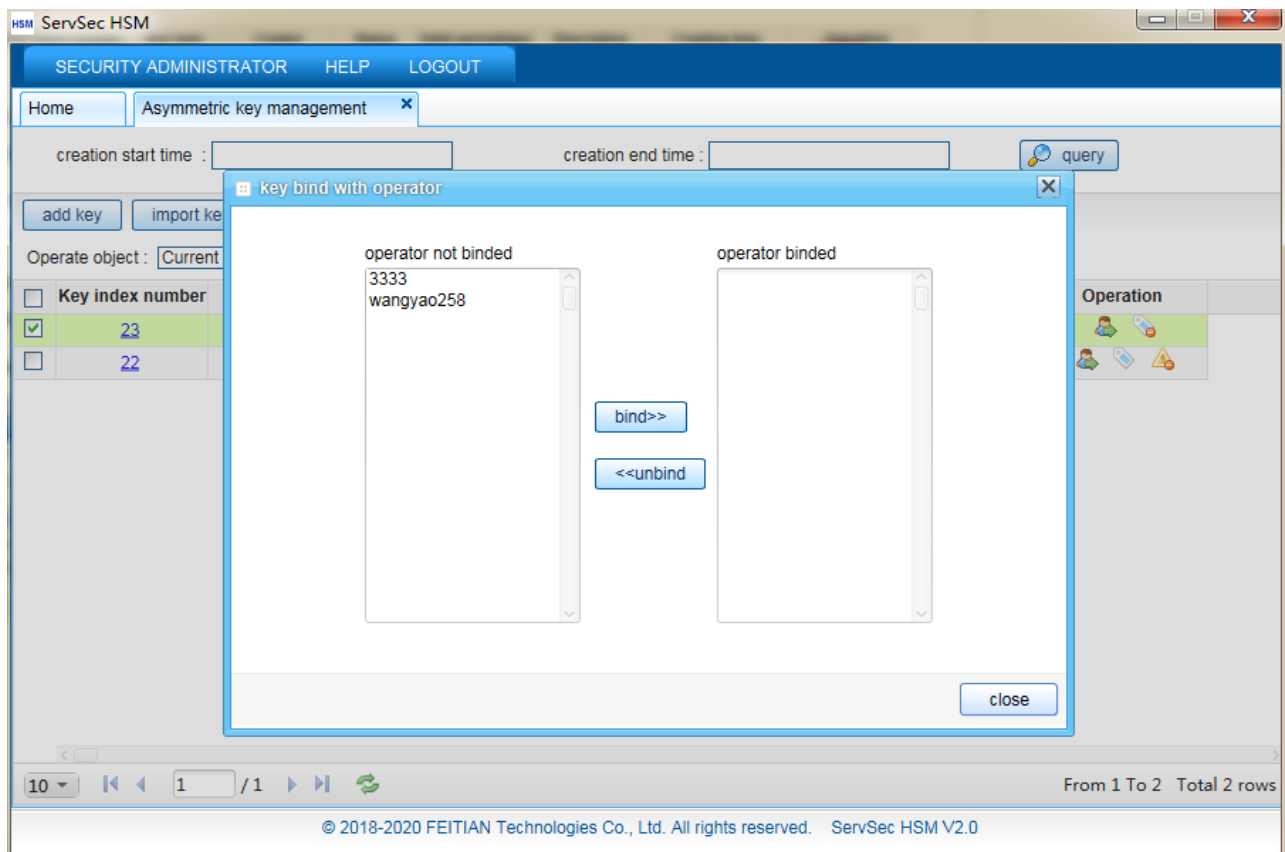 HSM ServSec HSM
SECURITY ADMINISTRATOR HELP LOGOUT
Home Asymmetric key management
creation start time : creation end time : query
key bind with operator
add key import ke
operator not binded operator binded
Operate object : Current
3333
Key index number Operation
wangyao258
23
22
bind>>
<<unbind
close
10 1 / 1 From 1 To 2 Total 2 rows
© 2018-2020 FEITIAN Technologies Co., Ltd. All rights reserved. ServSec HSM V2.0